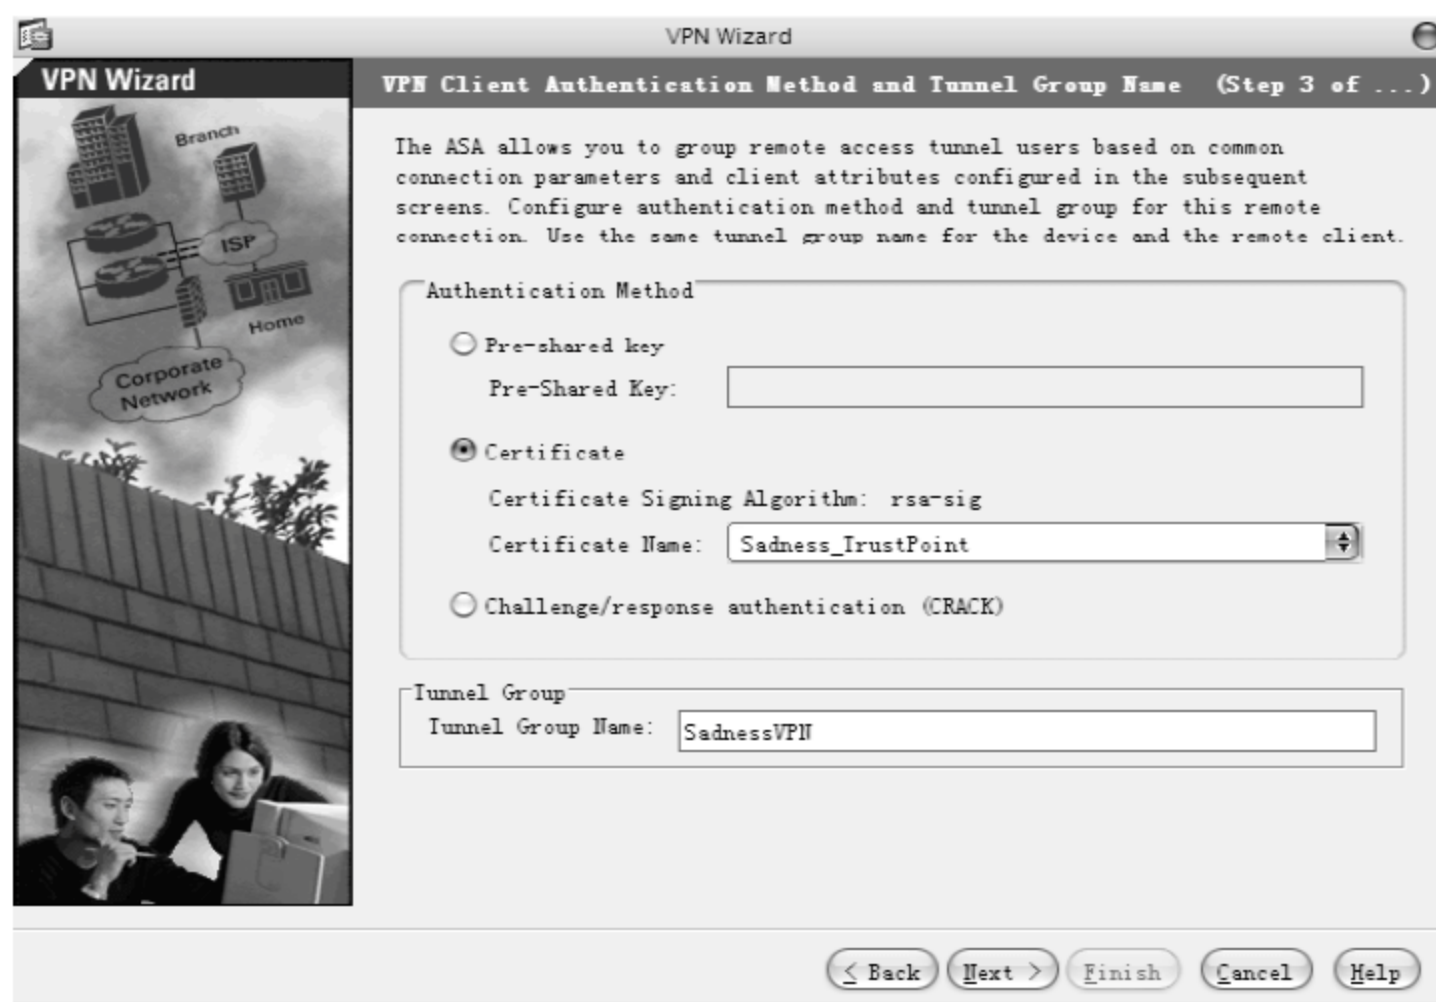 VPN Wizard
VPN Wizard
VPN Client Authentication Method and Tunnel Group Name (Step 3 of ...)
Branch
ISP
Home
Corporate
Network
The ASA allows you to group remote access tunnel users based on common
connection parameters and client attributes configured in the subsequent
screens. Configure authentication method and tunnel group for this remote
connection. Use the same tunnel group name for the device and the remote client.
Authentication Method
Pre-shared key
Pre-Shared Key:
Certificate
Certificate Signing Algorithm: rsa-sig
Certificate Name: Sadness_TrustPoint
Challenge/response authentication (CRACK)
Tunnel Group
Tunnel Group Name: SadnessVPN
< Back Next > Finish Cancel Help